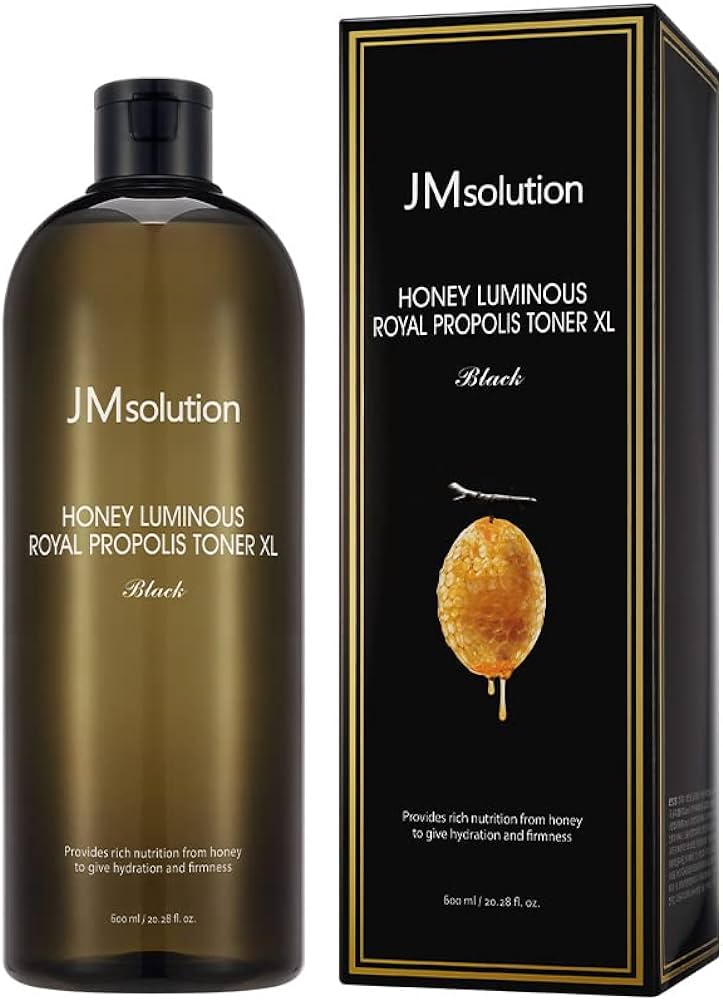 JMsolution
HONEY LUMINOUS
ROYAL PROPOLIS TONER XL
Black
Provides rich nutrition from honey
to give hydration and firmness
600 ml / 20.28 fl. oz.
JMsolution
HONEY LUMINOUS
ROYAL PROPOLIS TONER XL
Black
Provides rich nutrition from honey
to give hydration and firmness
600 ml / 20.28 fl. oz.